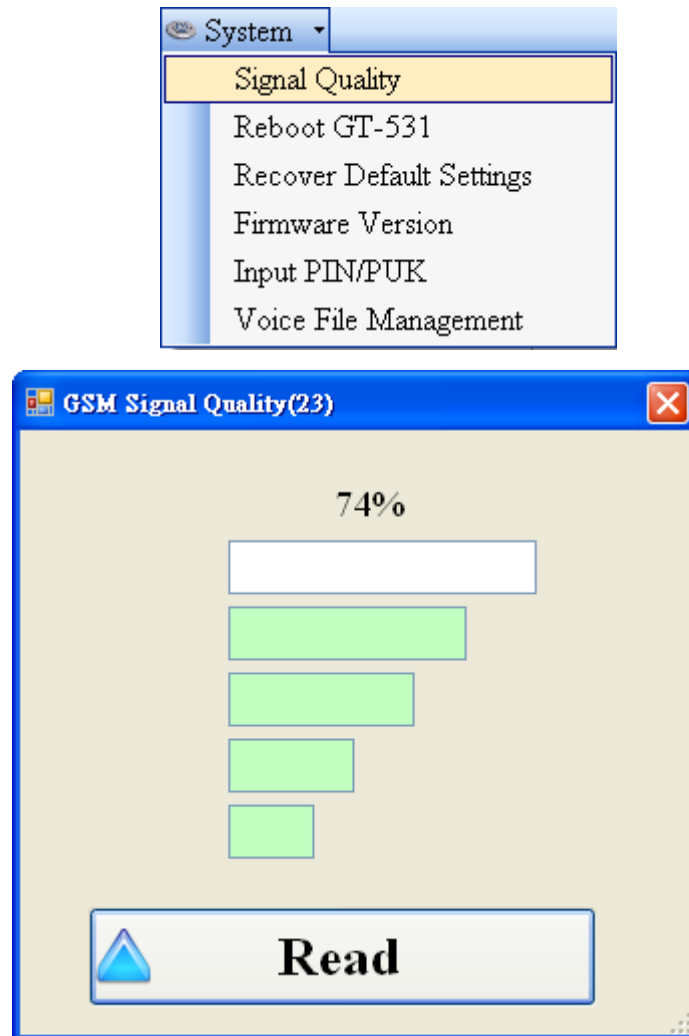 System
Signal Quality
Reboot GT-531
Recover Default Settings
Firmware Version
Input PIN/PUK
Voice File Management
GSM Signal Quality(23)
74%
Read